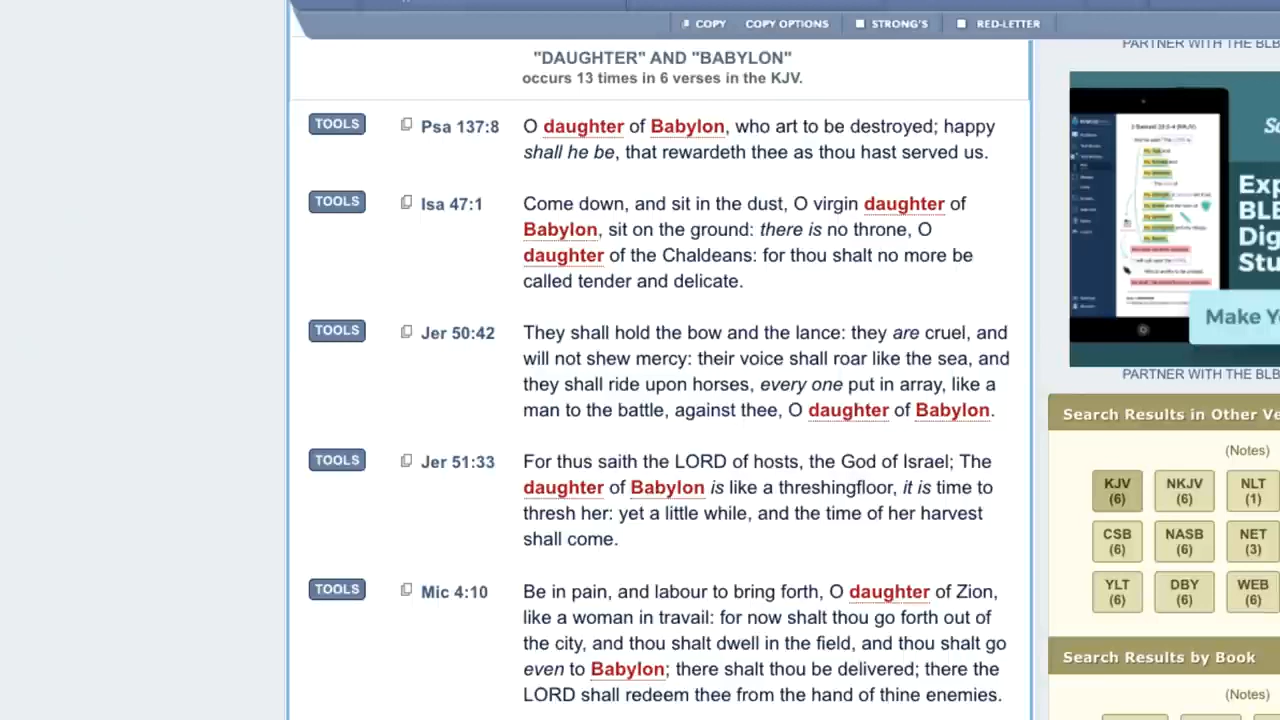 COPY COPY OPTIONS STRONG'S RED-LETTER
"DAUGHTER" AND "BABYLON"
occurs 13 times in 6 verses in the KJV.
TOOLS Psa 137:8 O daughter of Babylon, who art to be destroyed; happy
shall he be, that rewardeth thee as thou hast served us.
TOOLS Isa 47:1 Come down, and sit in the dust, O virgin daughter of
Babylon, sit on the ground: there is no throne, O
daughter of the Chaldeans: for thou shalt no more be
called tender and delicate.
TOOLS Jer 50:42 They shall hold the bow and the lance: they are cruel, and
will not shew mercy: their voice shall roar like the sea, and
they shall ride upon horses, every one put in array, like a
man to the battle, against thee, O daughter of Babylon.
TOOLS Jer 51:33 For thus saith the LORD of hosts, the God of Israel; The
daughter of Babylon is like a threshingfloor, it is time to
thresh her: yet a little while, and the time of her harvest
shall come.
TOOLS Mic 4:10 Be in pain, and labour to bring forth, O daughter of Zion,
like a woman in travail: for now shalt thou go forth out of
the city, and thou shalt dwell in the field, and thou shalt go
even to Babylon; there shalt thou be delivered; there the
LORD shall redeem thee from the hand of thine enemies.
PARTNER WITH THE BLB
Exp
BLB
Dig
Stu
Make Y
PARTNER WITH THE BLB
Search Results in Other Ve
(Notes)
KJV NKJV NLT
(6) (6) (1)
CSB NASB NET
(6) (6) (3)
YLT DBY WEB
(6) (6) (6)
Search Results by Book
(Notes)